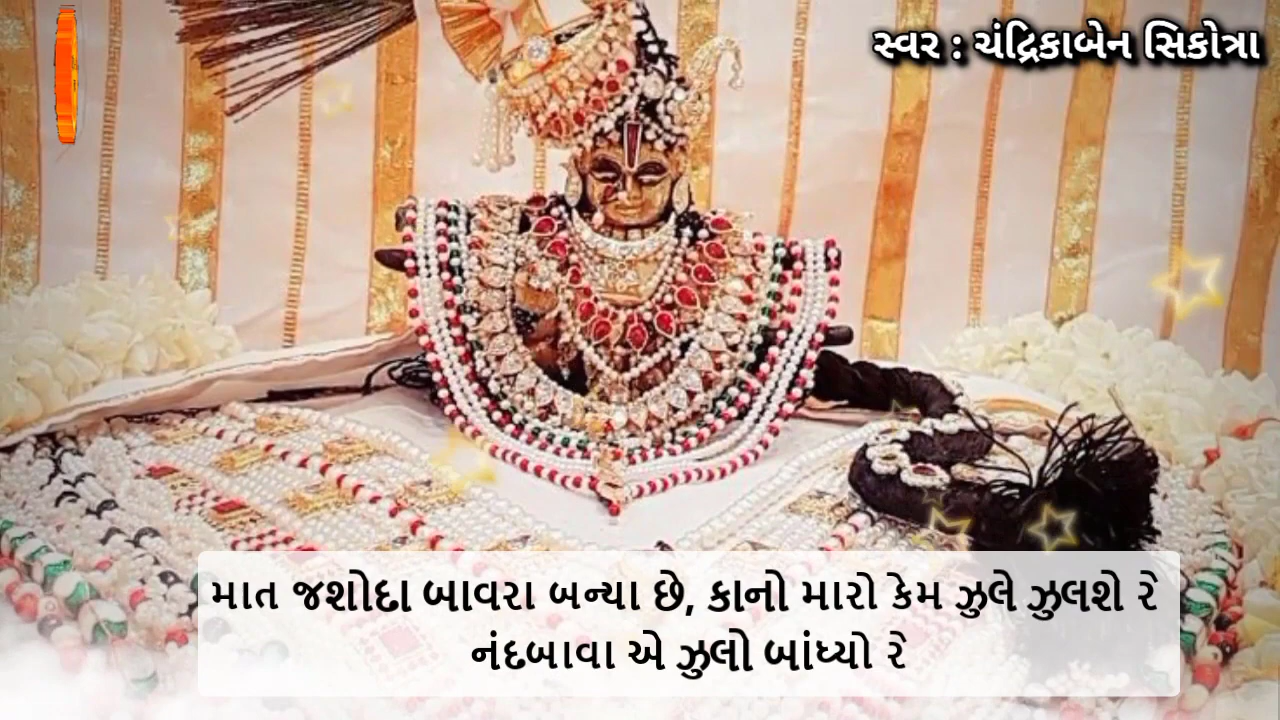 સ્વર : ચંદ્રિકાબેન સિકોત્રા
માત જશોદા બાવરા બન્યા છે, કાનો મારો કેમ ઝુલે ઝુલશે રે
નંદબાવા એ ઝુલો બાંધ્યો રે